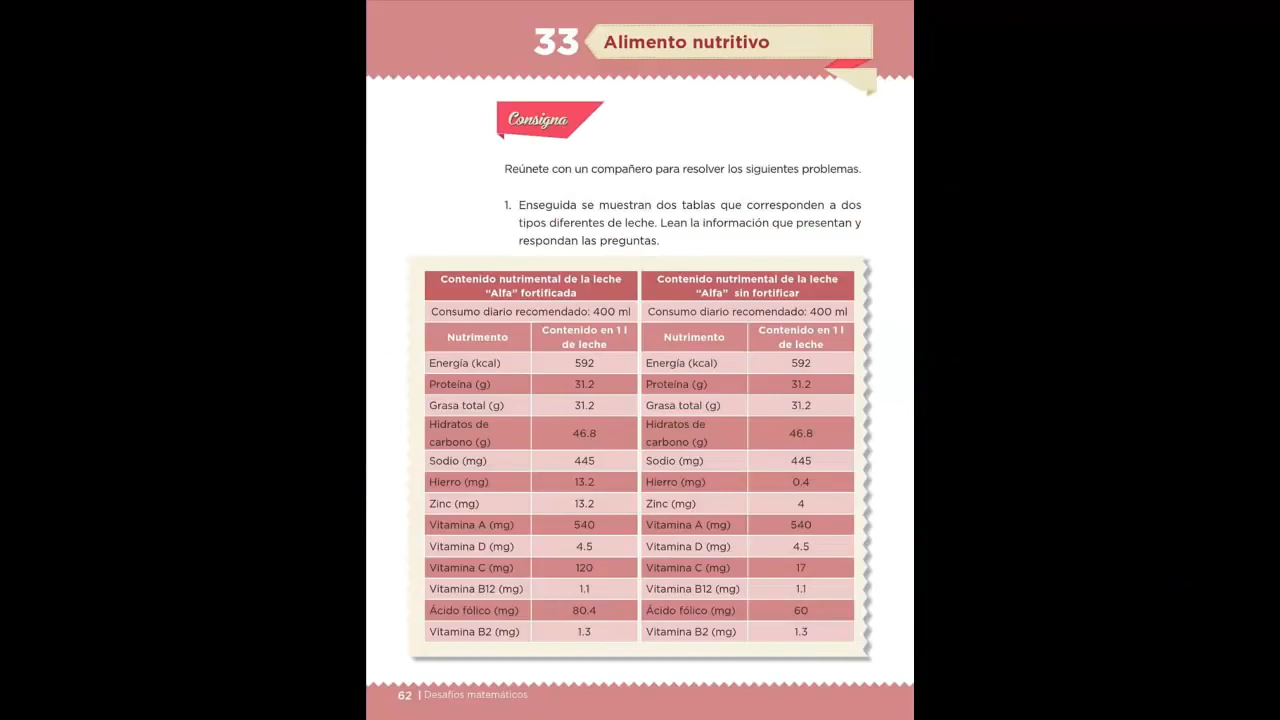 33 Alimento nutritivo
Consigna
Reúnete con un compañero para resolver los siguientes problemas.
1. Enseguida se muestran dos tablas que corresponden a dos
tipos diferentes de leche. Lean la información que presentan y
respondan las preguntas.
Contenido nutrimental de la leche
“Alfa” fortificada
Consumo diario recomendado: 400 ml
Nutrimento Contenido en 1 l
de leche
Energía (kcal) 592
Proteína (g) 31.2
Grasa total (g) 31.2
Hidratos de
carbono (g) 46.8
Sodio (mg) 445
Hierro (mg) 13.2
Zinc (mg) 13.2
Vitamina A (mg) 540
Vitamina D (mg) 4.5
Vitamina C (mg) 120
Vitamina B12 (mg) 1.1
Ácido fólico (mg) 80.4
Vitamina B2 (mg) 1.3
Contenido nutrimental de la leche
“Alfa” sin fortificar
Consumo diario recomendado: 400 ml
Nutrimento Contenido en 1 l
de leche
Energía (kcal) 592
Proteína (g) 31.2
Grasa total (g) 31.2
Hidratos de
carbono (g) 46.8
Sodio (mg) 445
Hierro (mg) 0.4
Zinc (mg) 4
Vitamina A (mg) 540
Vitamina D (mg) 4.5
Vitamina C (mg) 17
Vitamina B12 (mg) 1.1
Ácido fólico (mg) 60
Vitamina B2 (mg) 1.3
62 | Desafíos matemáticos